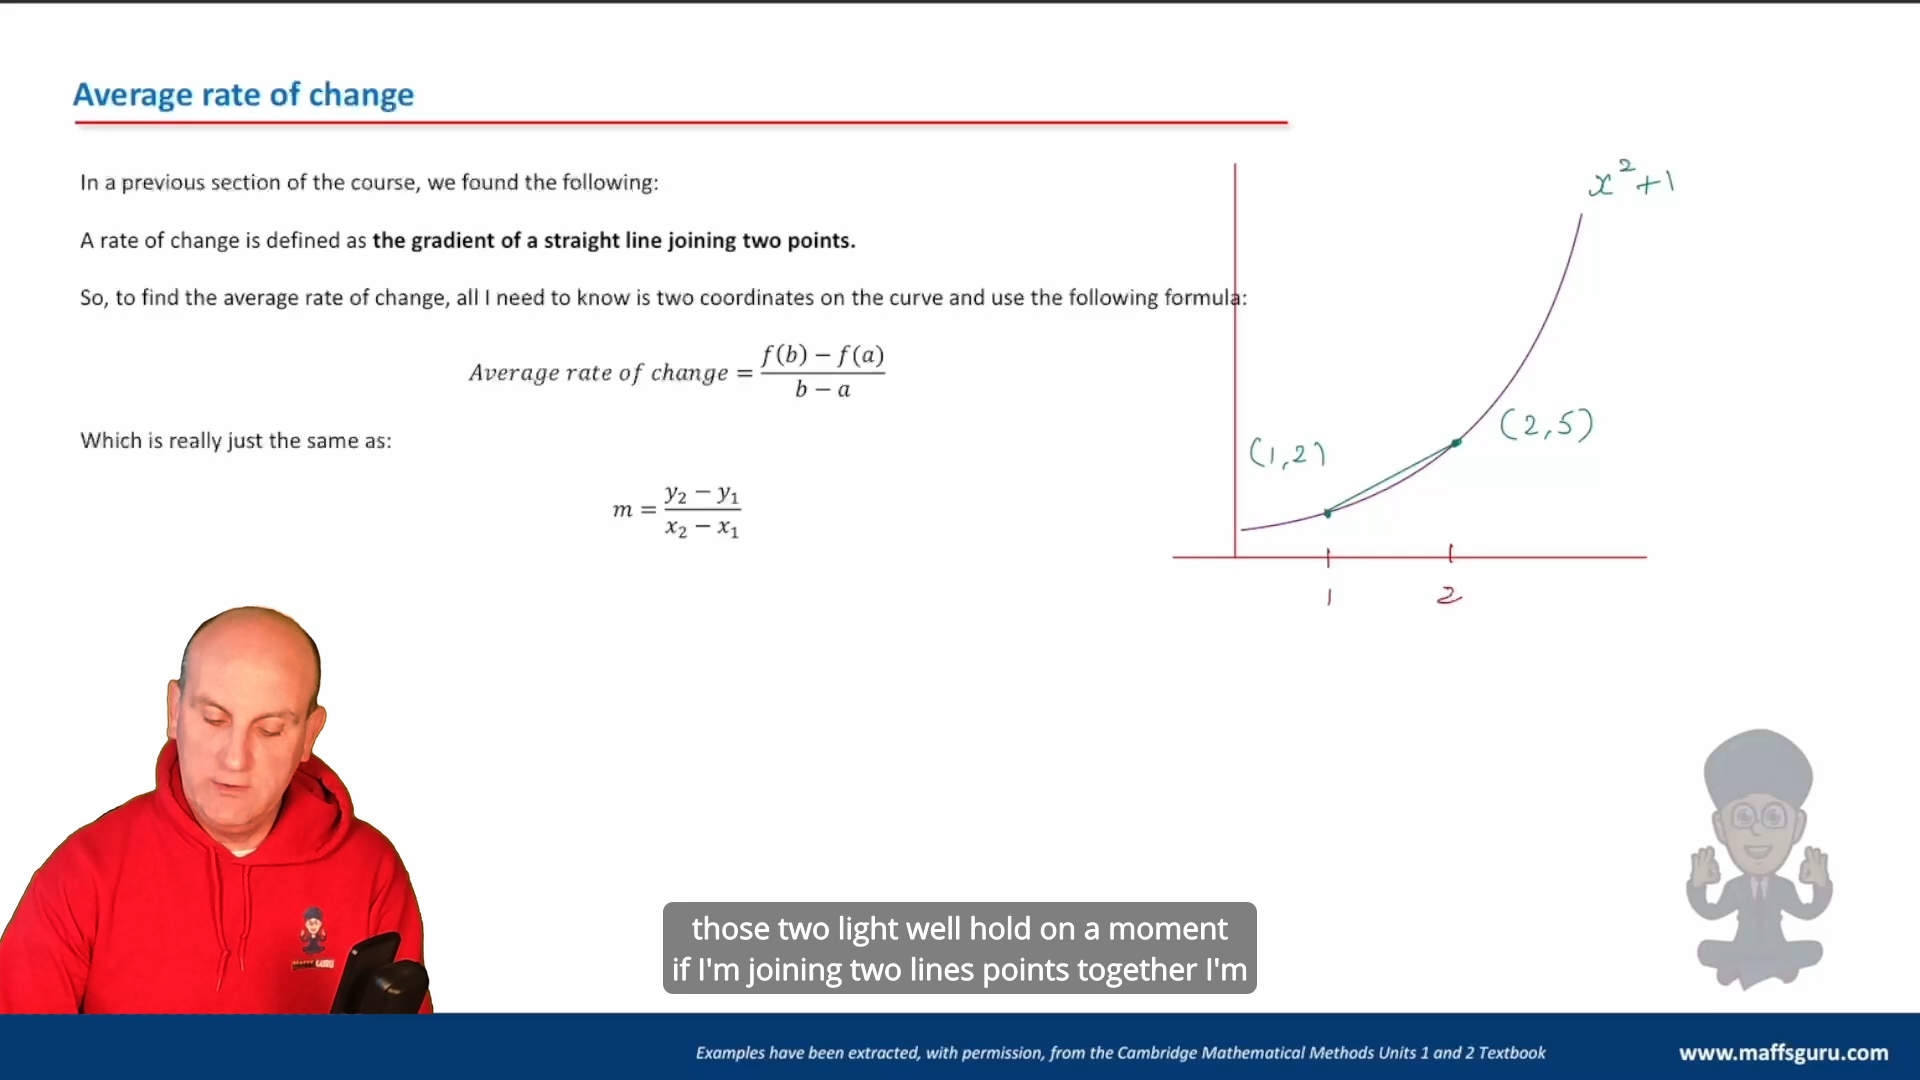 Average rate of change
In a previous section of the course, we found the following:
A rate of change is defined as the gradient of a straight line joining two points.
So, to find the average rate of change, all I need to know is two coordinates on the curve and use the following formula:
Average rate of change = f(b) − f(a) / b − a
Which is really just the same as:
m = y₂ − y₁ / x₂ − x₁
x²+1
(2,5)
(1,2)
1 2
those two light well hold on a moment
if I'm joining two lines points together I'm
Examples have been extracted, with permission, from the Cambridge Mathematical Methods Units 1 and 2 Textbook
www.maffsguru.com